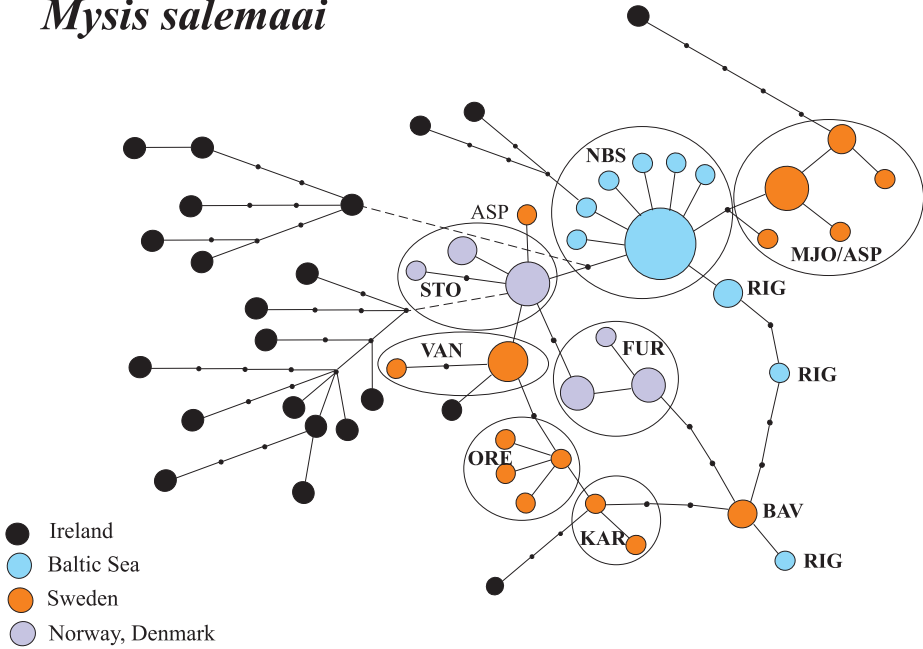 Mysis salemaai
NBS
ASP
MJO/ASP
STO
RIG
VAN
FUR
RIG
ORE
BAV
KAR
RIG
Ireland
Baltic Sea
Sweden
Norway, Denmark